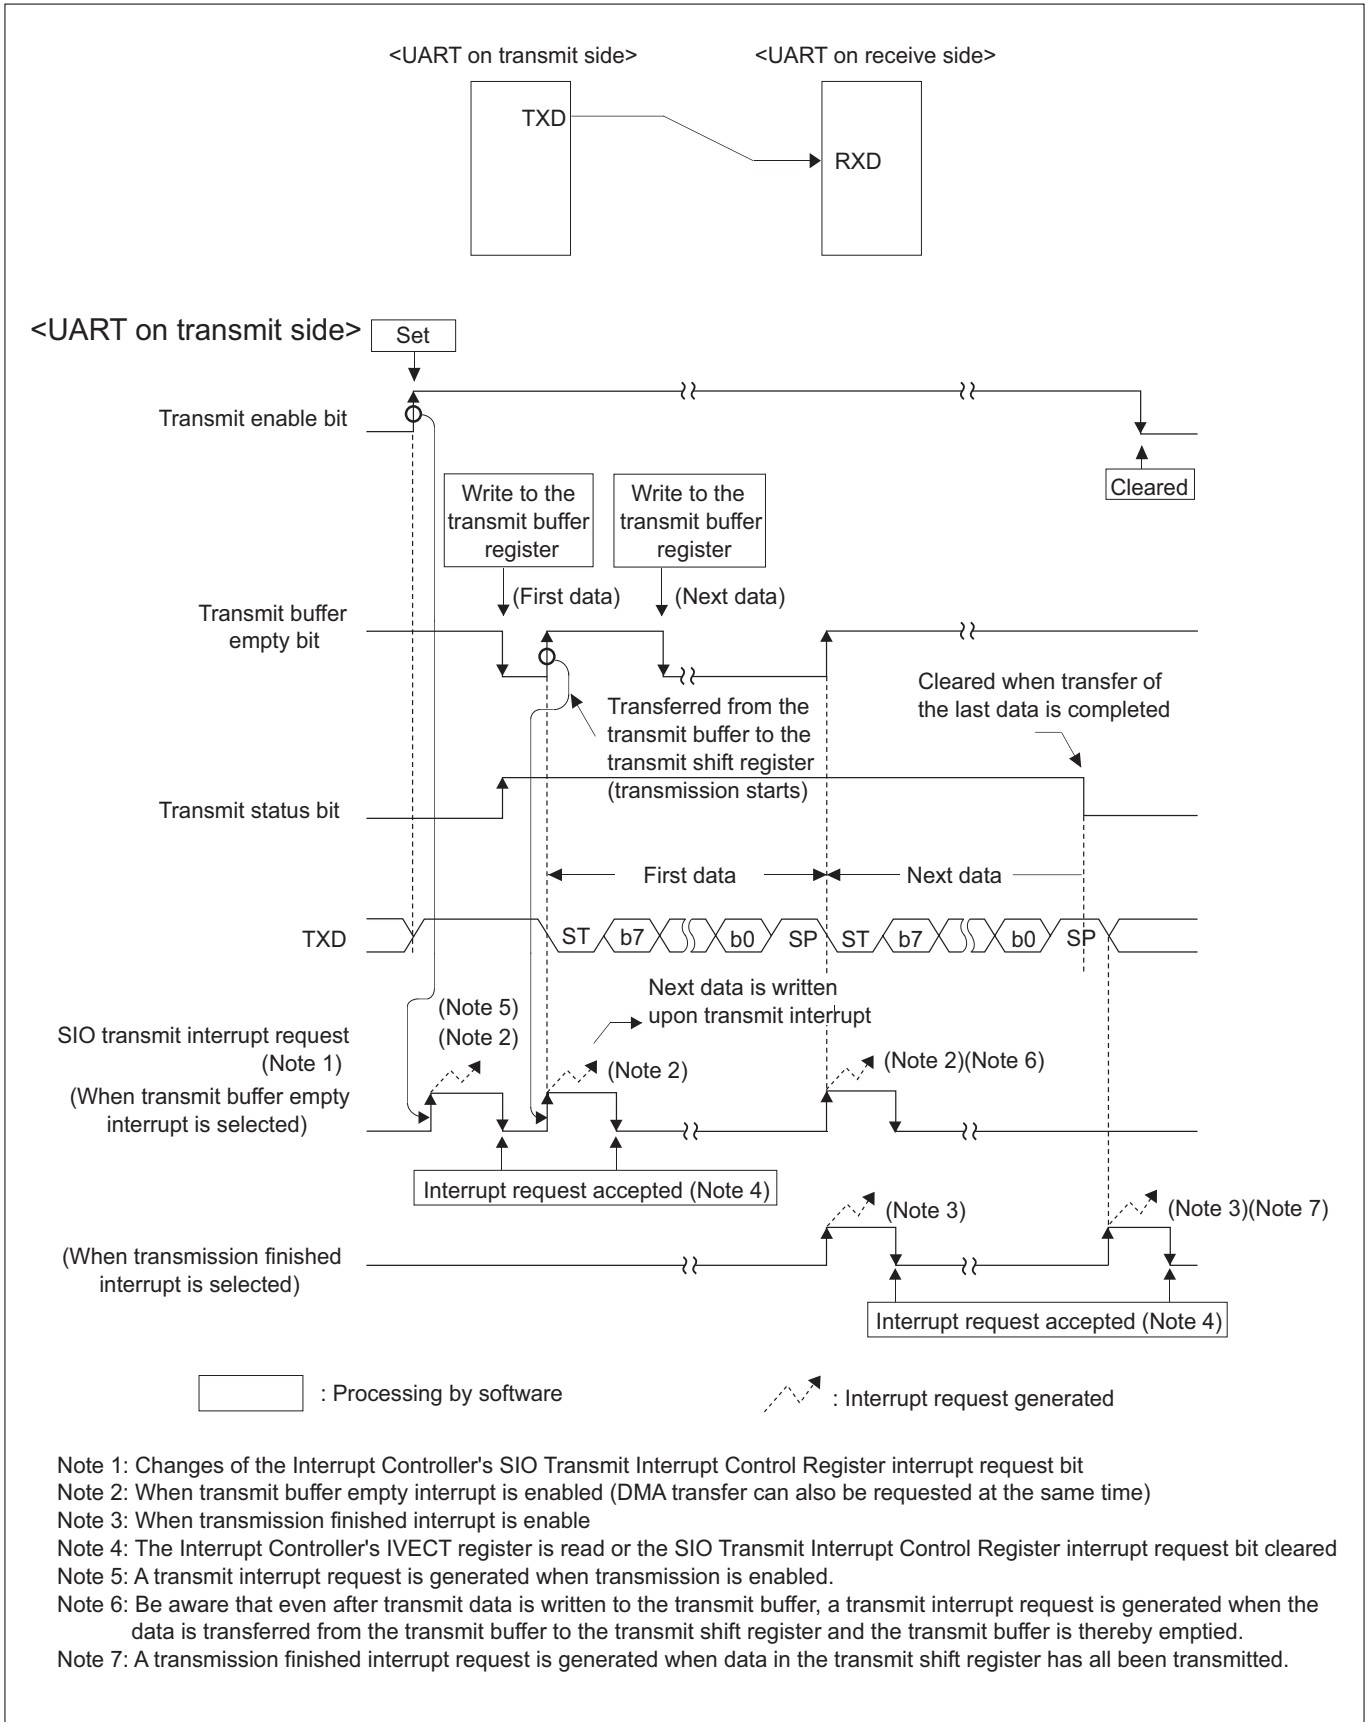 <UART on transmit side>
<UART on receive side>
TXD
RXD
<UART on transmit side>
Set
Transmit enable bit
Cleared
Write to the
transmit buffer
register
Write to the
transmit buffer
register
(First data)
(Next data)
Transmit buffer
empty bit
Transferred from the
transmit buffer to the
transmit shift register
(transmission starts)
Cleared when transfer of
the last data is completed
Transmit status bit
First data
Next data
TXD
ST
b7
b0
SP
ST
b7
b0
SP
Next data is written
upon transmit interrupt
(Note 5)
(Note 2)
SIO transmit interrupt request
(Note 1)
(When transmit buffer empty
interrupt is selected)
(Note 2)
(Note 2)(Note 6)
Interrupt request accepted (Note 4)
(Note 3)
(Note 3)(Note 7)
(When transmission finished
interrupt is selected)
Interrupt request accepted (Note 4)
: Processing by software
: Interrupt request generated
Note 1: Changes of the Interrupt Controller's SIO Transmit Interrupt Control Register interrupt request bit
Note 2: When transmit buffer empty interrupt is enabled (DMA transfer can also be requested at the same time)
Note 3: When transmission finished interrupt is enable
Note 4: The Interrupt Controller's IVECT register is read or the SIO Transmit Interrupt Control Register interrupt request bit cleared
Note 5: A transmit interrupt request is generated when transmission is enabled.
Note 6: Be aware that even after transmit data is written to the transmit buffer, a transmit interrupt request is generated when the
data is transferred from the transmit buffer to the transmit shift register and the transmit buffer is thereby emptied.
Note 7: A transmission finished interrupt request is generated when data in the transmit shift register has all been transmitted.